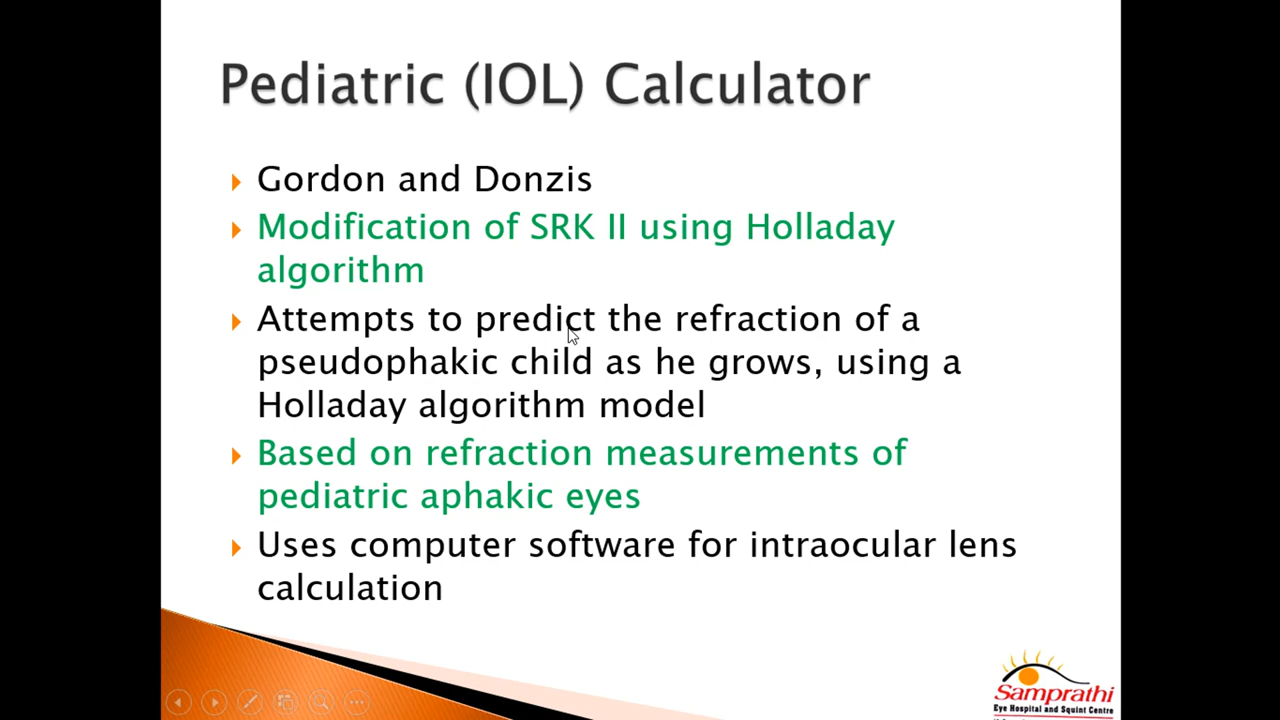 Pediatric (IOL) Calculator
Gordon and Donzis
Modification of SRK II using Holladay
algorithm
Attempts to predict the refraction of a
pseudophakic child as he grows, using a
Holladay algorithm model
Based on refraction measurements of
pediatric aphakic eyes
Uses computer software for intraocular lens
calculation
Samprathi
Eye Hospital and Squint Centre